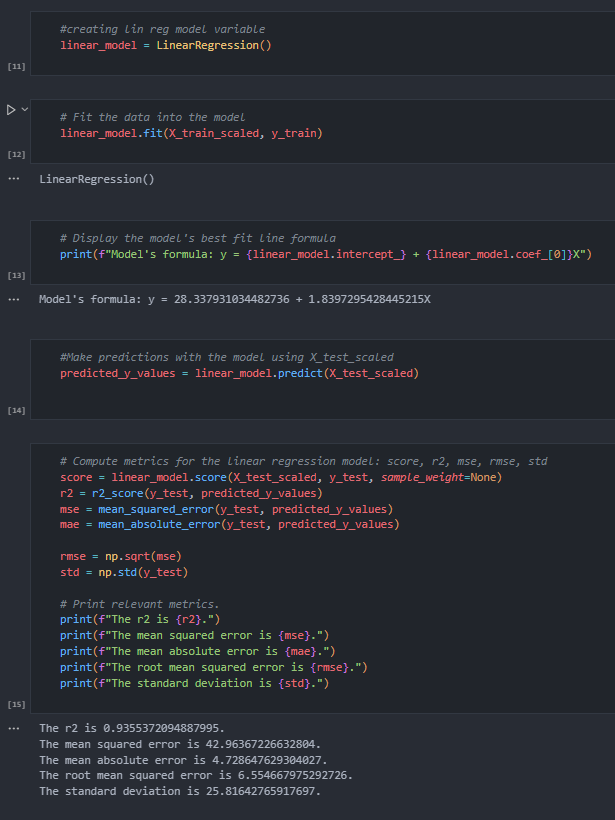 #creating lin reg model variable
linear_model = LinearRegression()
[11]
# Fit the data into the model
linear_model.fit(X_train_scaled, y_train)
[12]
... LinearRegression()
# Display the model's best fit line formula
print(f"Model's formula: y = {linear_model.intercept_} + {linear_model.coef_[0]}X")
[13]
... Model's formula: y = 28.337931034482736 + 1.8397295428445215X
#Make predictions with the model using X_test_scaled
predicted_y_values = linear_model.predict(X_test_scaled)
[14]
# Compute metrics for the linear regression model: score, r2, mse, rmse, std
score = linear_model.score(X_test_scaled, y_test, sample_weight=None)
r2 = r2_score(y_test, predicted_y_values)
mse = mean_squared_error(y_test, predicted_y_values)
mae = mean_absolute_error(y_test, predicted_y_values)
rmse = np.sqrt(mse)
std = np.std(y_test)
# Print relevant metrics.
print(f"The r2 is {r2}.")
print(f"The mean squared error is {mse}.")
print(f"The mean absolute error is {mae}.")
print(f"The root mean squared error is {rmse}.")
print(f"The standard deviation is {std}.")
[15]
... The r2 is 0.9355372094887995.
The mean squared error is 42.96367226632804.
The mean absolute error is 4.728647629304027.
The root mean squared error is 6.554667975292726.
The standard deviation is 25.81642765917697.